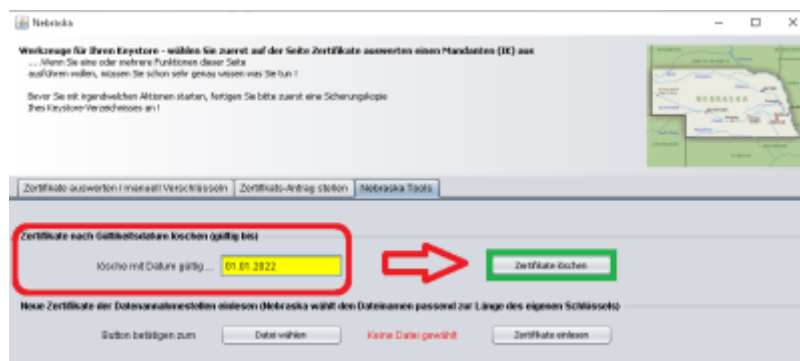 Nebraska
Werkzeuge für Ihren Keystore - wählen Sie zuerst auf der Seite Zertifikate auswerten einen Mandanten (IK) aus
....Wenn Sie eine oder mehrere Funktionen dieser Seite
ausführen wollen, müssen Sie schon sehr genau wissen was Sie tun !
Bevor Sie mit irgendwelchen Aktionen starten, fertigen Sie bitte zuerst eine Sicherungskopie
Ihres Keystore-Verzeichnisses an !
NEBRASKA
Zertifikate auswerten / manuell Verschlüsseln
Zertifikats-Antrag stellen
Nebraska Tools
Zertifikate nach Gültikeitsdatum löschen (gültig bis)
lösche mit Datum gültig ...
01.01.2022
Zertifikate löschen
Neue Zertifikate der Datenannahmestellen einlesen (Nebraska wählt den Dateinamen passend zur Länge des eigenen Schlüssels)
Button betätigen zum
Datei wählen
Keine Datei gewählt
Zertifikate einlesen